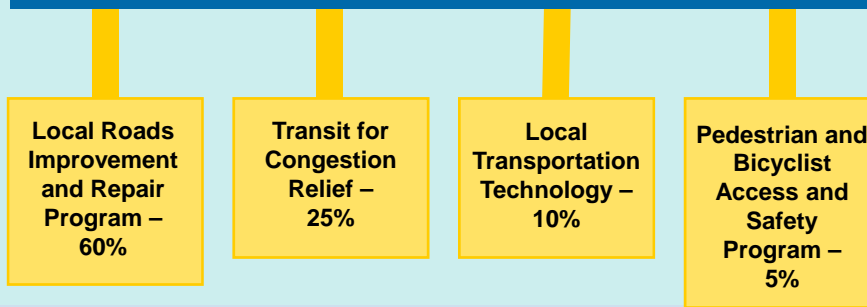 Local Roads
Improvement
and Repair
Program –
60%
Transit for
Congestion
Relief –
25%
Local
Transportation
Technology –
10%
Pedestrian and
Bicyclist
Access and
Safety
Program –
5%